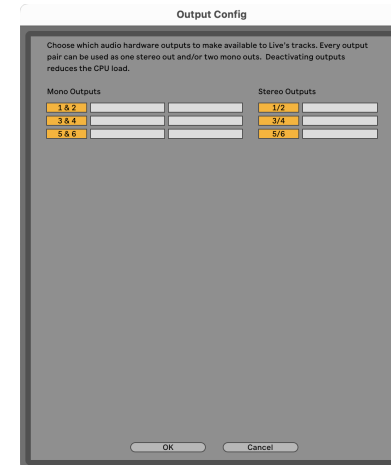 Output Config
Choose which audio hardware outputs to make available to Live's tracks. Every output
pair can be used as one stereo out and/or two mono outs.  Deactivating outputs
reduces the CPU load.
Mono Outputs
Stereo Outputs
1 & 2
1/2
3 & 4
3/4
5 & 6
5/6
OK
Cancel